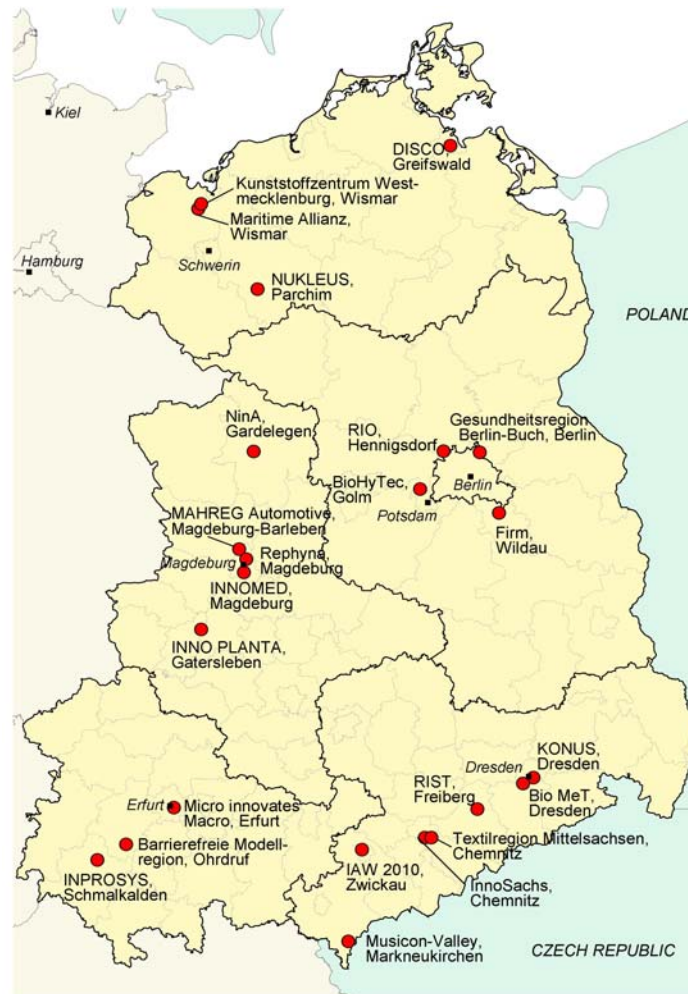 Kiel
DISCO,
Greifswald
Kunststoffzentrum West-
mecklenburg, Wismar
Maritime Allianz,
Wismar
Hamburg
Schwerin
NUKLEUS,
Parchim
POLAND
NinA,
Gardelegen
RIO,
Hennigsdorf
Gesundheitsregion
Berlin-Buch, Berlin
BioHyTec,
Golm
Berlin
Potsdam
Firm,
Wildau
MAHREG Automotive,
Magdeburg-Barleben
Magdeburg
Rephyna,
Magdeburg
INNOMED,
Magdeburg
INNO PLANTA,
Gatersleben
KONUS,
Dresden
Dresden
Bio MeT,
Dresden
RIST,
Freiberg
Erfurt
Micro innovates
Macro, Erfurt
Barrierefreie Modell-
region, Ohrdruf
INPROSYS,
Schmalkalden
Textilregion Mittelsachsen,
Chemnitz
IAW 2010,
Zwickau
InnoSachs,
Chemnitz
Musicon-Valley,
Markneukirchen
CZECH REPUBLIC